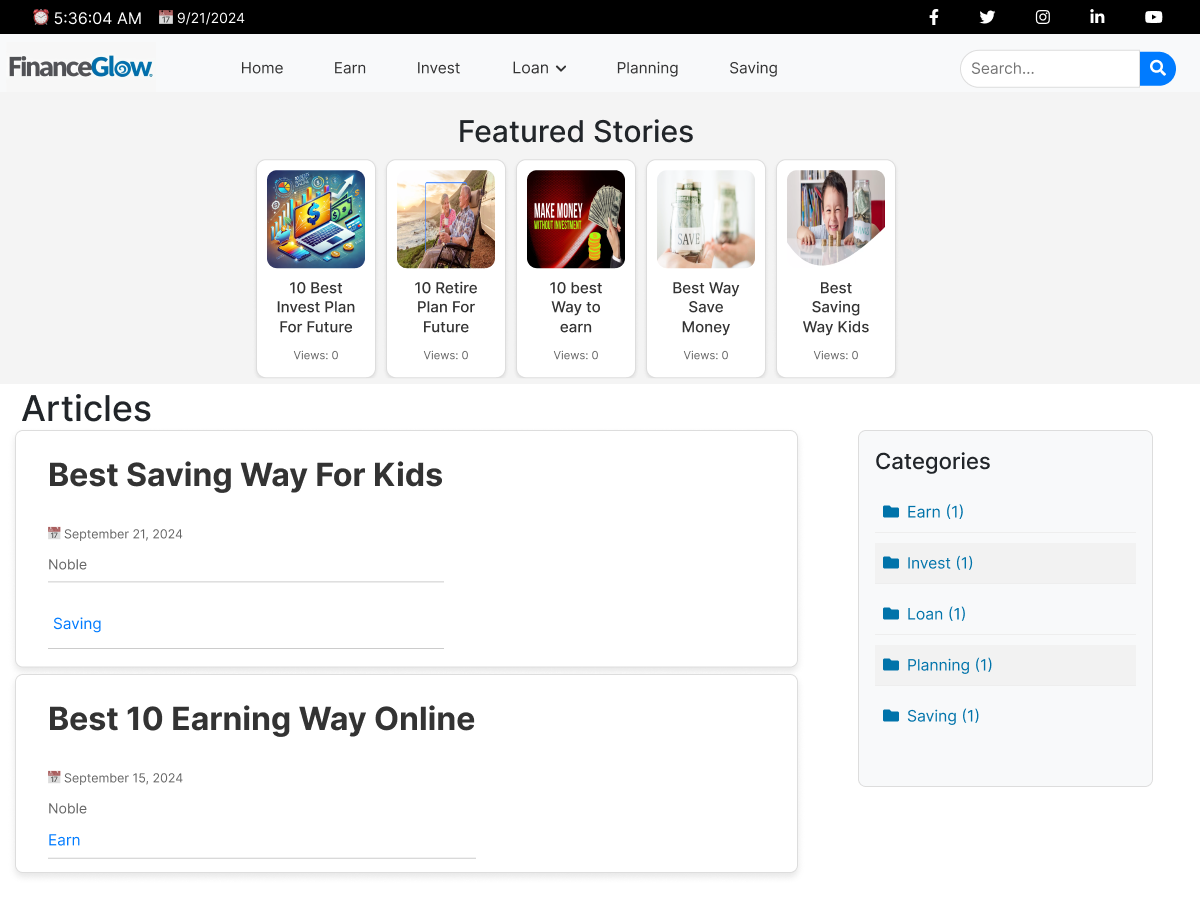 5:36:04 AM 9/21/2024
FinanceGlow
Home Earn Invest Loan Planning Saving Search...
Featured Stories
MAKE MONEY
WITHOUT INVESTMENT
SAVE
10 Best
Invest Plan
For Future
Views: 0
10 Retire
Plan For
Future
Views: 0
10 best
Way to
earn
Views: 0
Best Way
Save
Money
Views: 0
Best
Saving
Way Kids
Views: 0
Articles
Best Saving Way For Kids
September 21, 2024
Noble
Saving
Best 10 Earning Way Online
September 15, 2024
Noble
Earn
Categories
Earn (1)
Invest (1)
Loan (1)
Planning (1)
Saving (1)